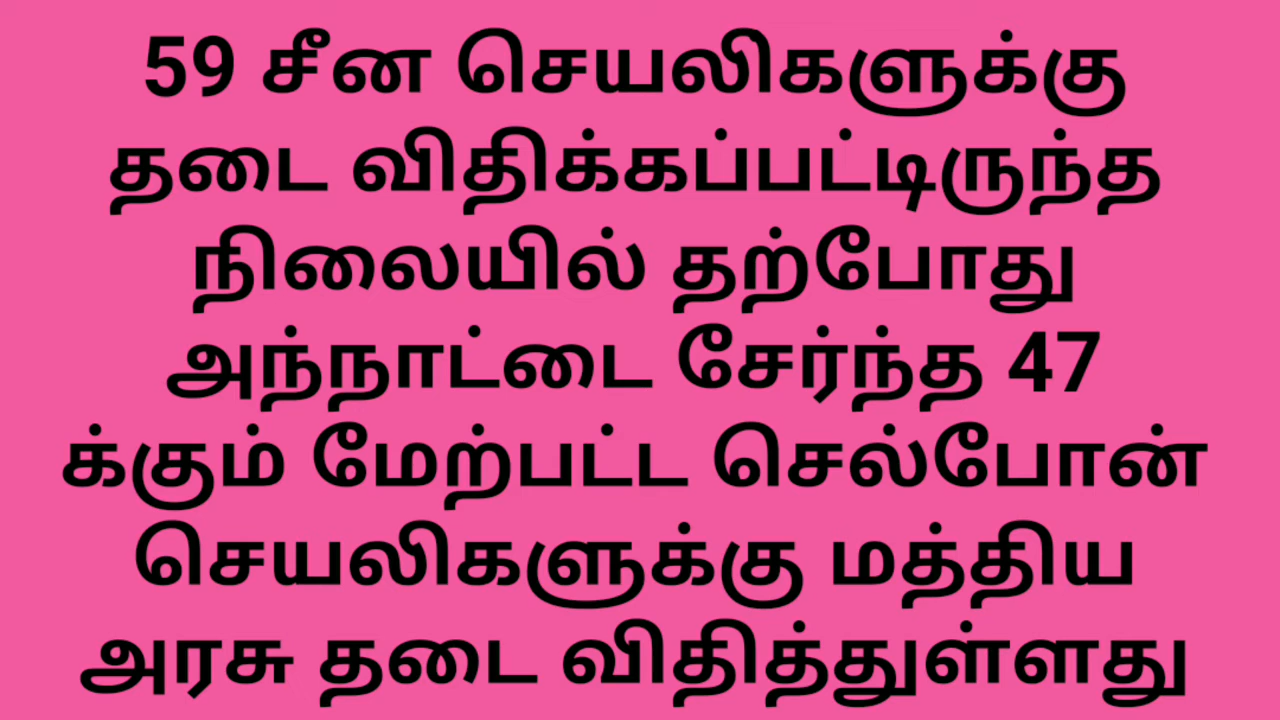 59 சீன செயலிகளுக்கு
தடை விதிக்கப்பட்டிருந்த
நிலையில் தற்போது
அந்நாட்டை சேர்ந்த 47
க்கும் மேற்பட்ட செல்போன்
செயலிகளுக்கு மத்திய
அரசு தடை விதித்துள்ளது